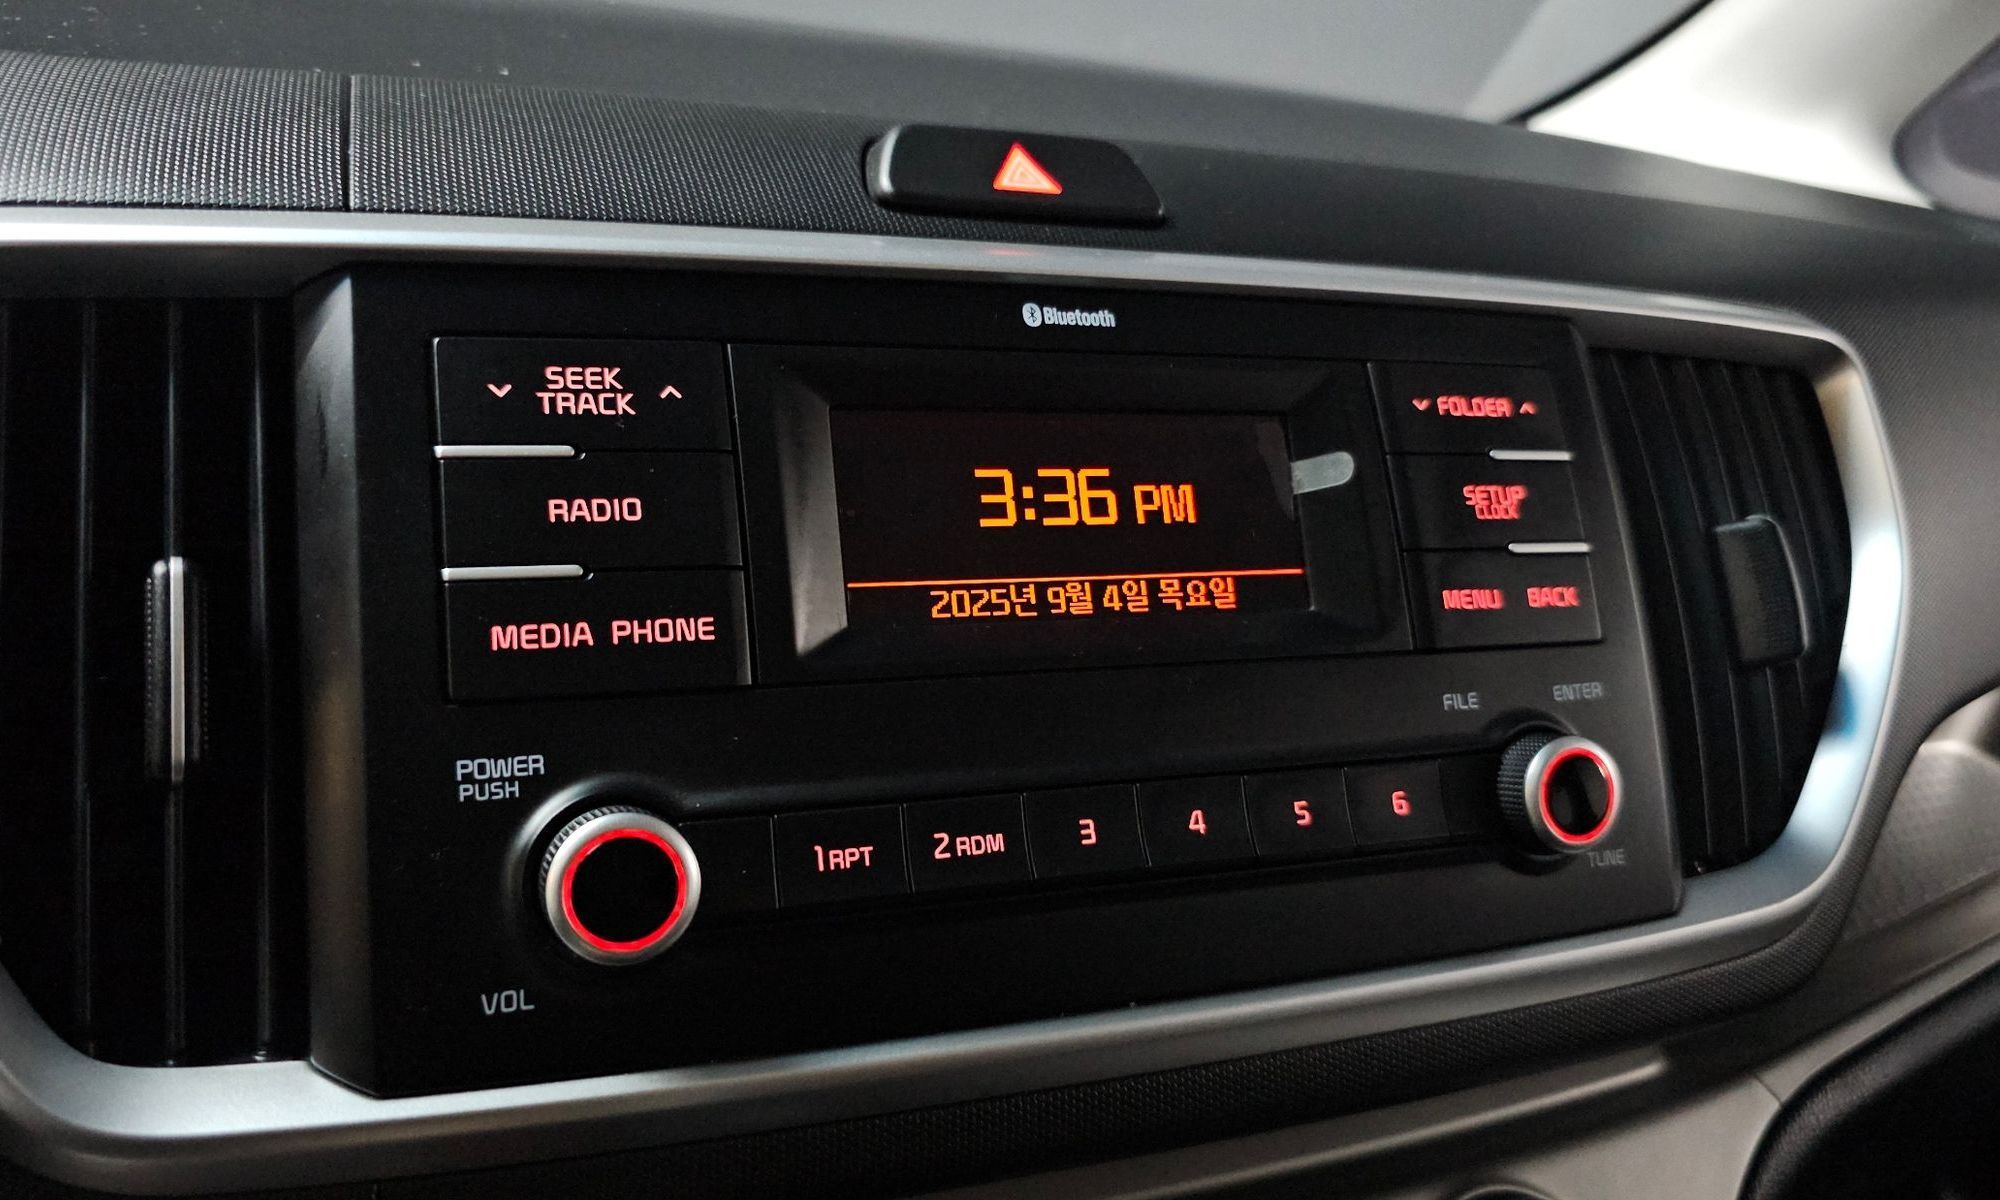 Bluetooth
SEEK
TRACK
RADIO
MEDIA PHONE
3:36 PM
2025년 9월 4일 목요일
FOLDER
SETUP
CLOCK
MENU BACK
FILE
ENTER
POWER
PUSH
1 RPT
2 RDM
3
4
5
6
TUNE
VOL